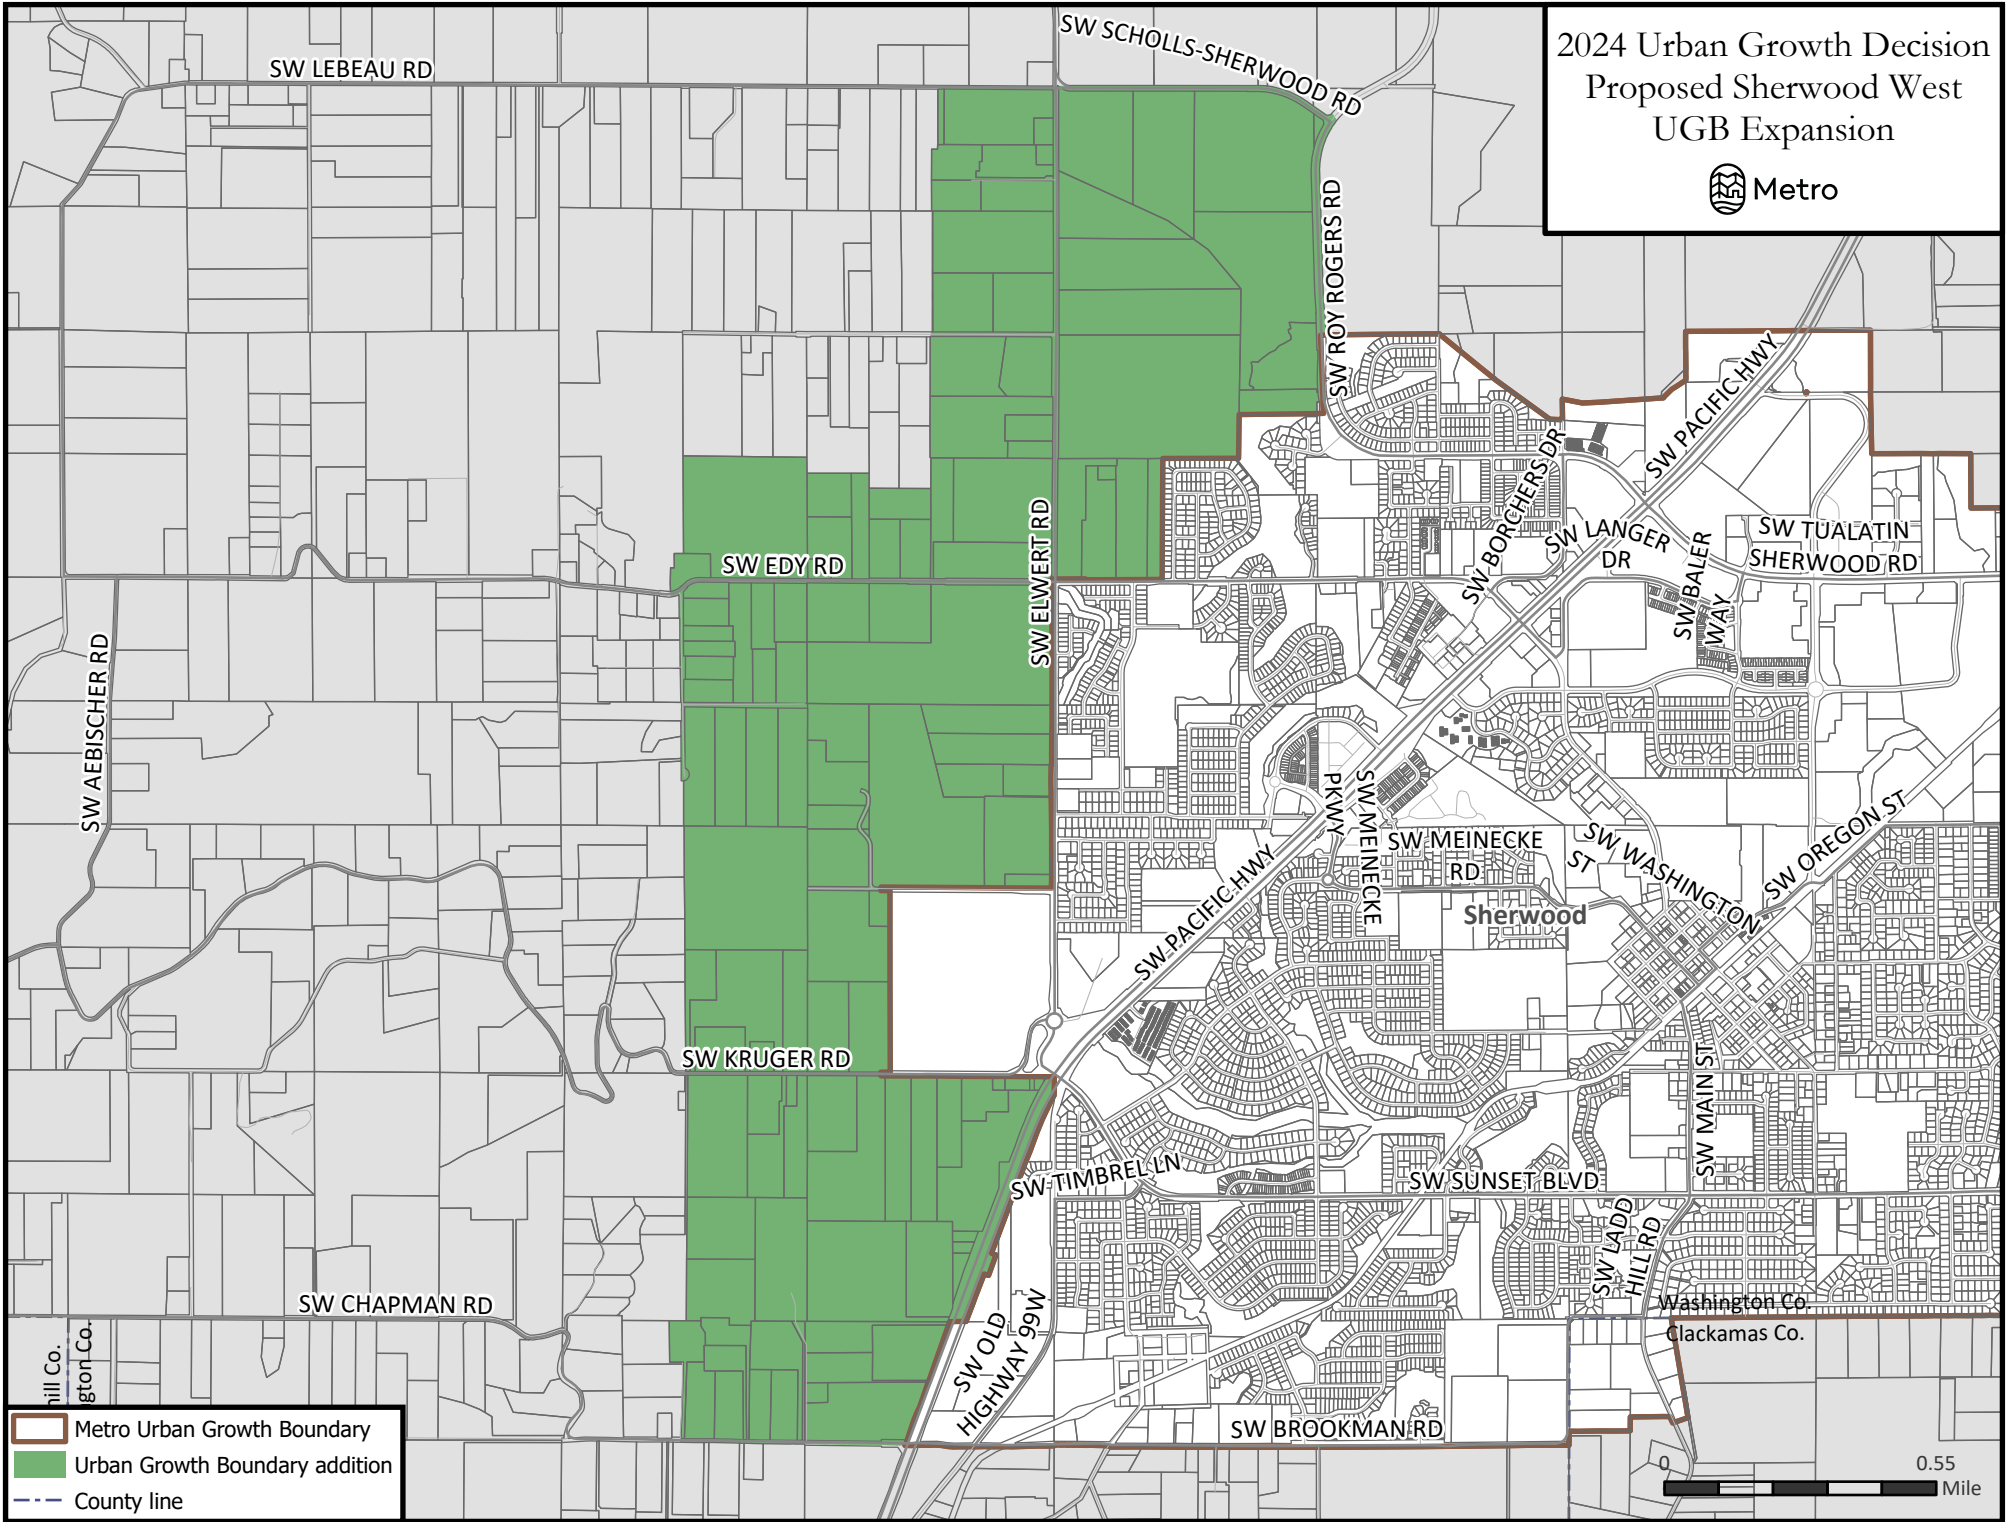 2024 Urban Growth Decision
Proposed Sherwood West
UGB Expansion
Metro
SW SCHOLLS-SHERWOOD RD
SW LEBEAU RD
SW ROY ROGERS RD
SW PACIFIC HWY
SW BORCHERS DR
SW LANGER
DR
SW BALER
WAY
SW TUALATIN
SHERWOOD RD
SW ELWERT RD
SW EDY RD
SW AEBISCHER RD
SW MEINECKE
PKWY
SW MEINECKE
RD
SW WASHINGTON
ST
SW OREGON ST
Sherwood
SW PACIFIC HWY
SW KRUGER RD
SW MAIN ST
SW TIMBREL LN
SW SUNSET BLVD
SW LADD
HILL RD
SW CHAPMAN RD
SW OLD
HIGHWAY 99W
Washington Co.
Clackamas Co.
hill Co.
gton Co.
SW BROOKMAN RD
Metro Urban Growth Boundary
Urban Growth Boundary addition
County line
0 0.55
Mile